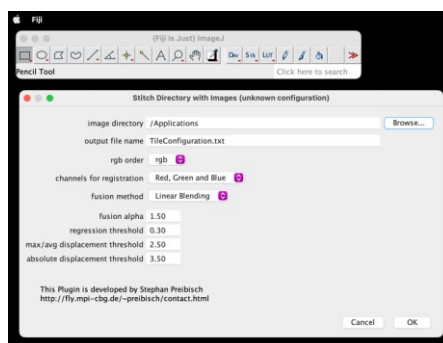 Fiji
(Fiji Is Just) ImageJ
Dev Stk LUT
Pencil Tool
Click here to search
Stitch Directory with Images (unknown configuration)
image directory /Applications Browse...
output file name TileConfiguration.txt
rgb order rgb
channels for registration Red, Green and Blue
fusion method Linear Blending
fusion alpha 1.50
regression threshold 0.30
max/avg displacement threshold 2.50
absolute displacement threshold 3.50
This Plugin is developed by Stephan Preibisch
http://fly.mpi-cbg.de/~preibisch/contact.html
Cancel OK